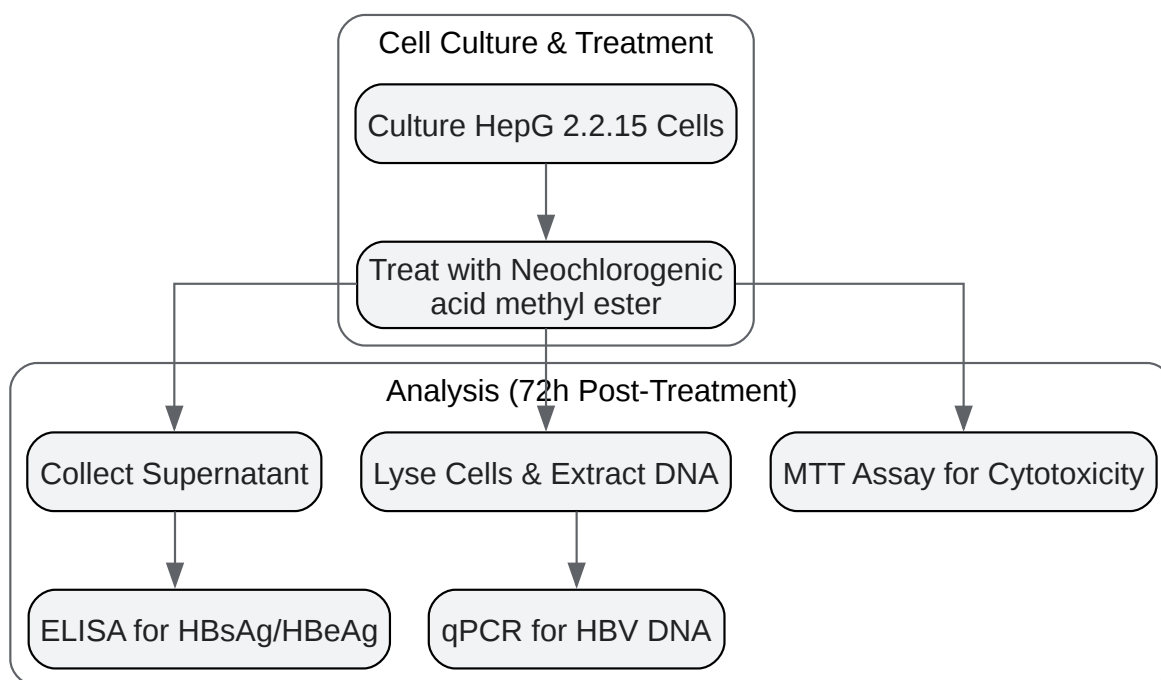 Cell Culture & Treatment
Culture HepG 2.2.15 Cells
Treat with Neochlorogenic
acid methyl ester
Analysis (72h Post-Treatment)
Collect Supernatant
Lyse Cells & Extract DNA
MTT Assay for Cytotoxicity
ELISA for HBsAg/HBeAg
qPCR for HBV DNA